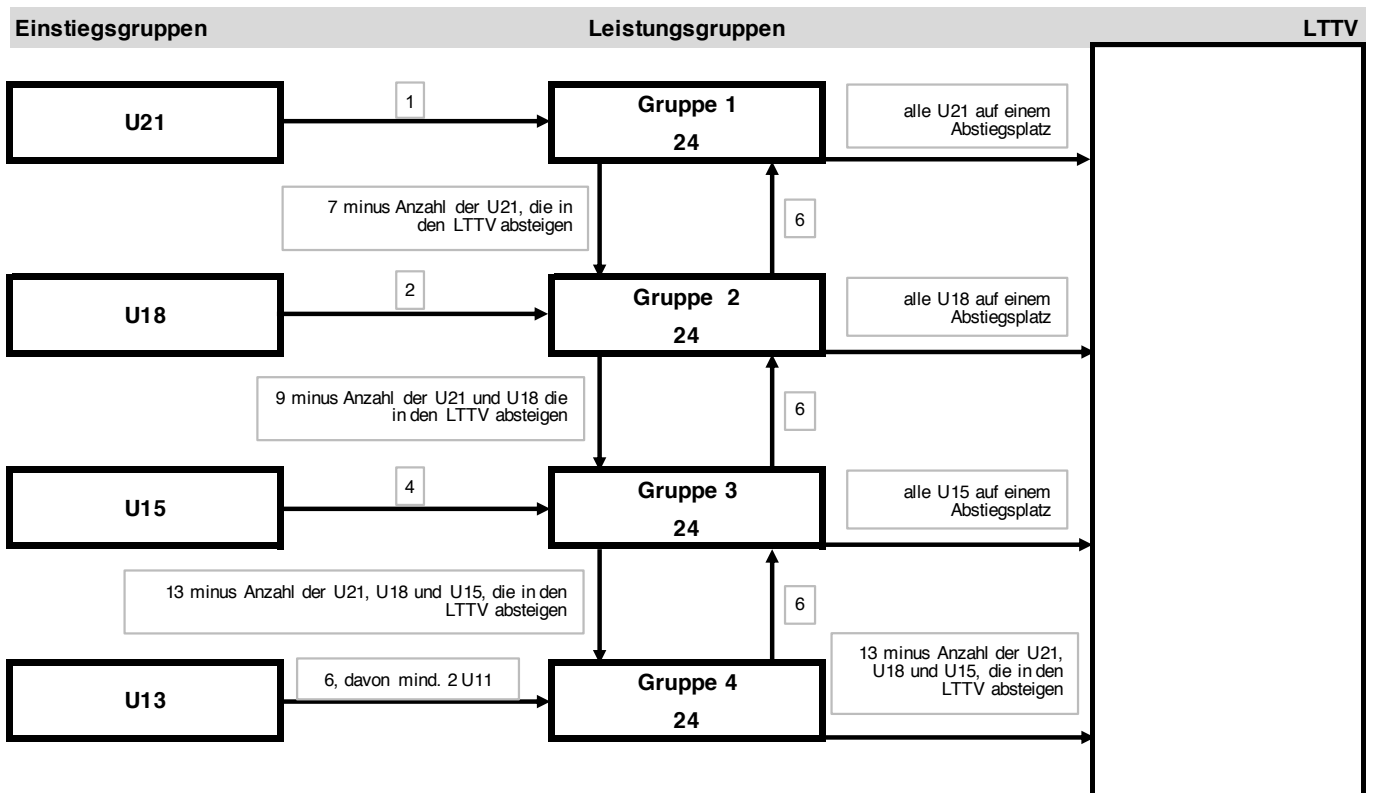 Einstiegsgruppen Leistungsgruppen LTTV
U21
1
Gruppe 1
24
alle U21 auf einem
Abstiegsplatz
7 minus Anzahl der U21, die in
den LTTV absteigen
6
U18
2
Gruppe 2
24
alle U18 auf einem
Abstiegsplatz
9 minus Anzahl der U21 und U18 die
in den LTTV absteigen
6
U15
4
Gruppe 3
24
alle U15 auf einem
Abstiegsplatz
13 minus Anzahl der U21, U18 und U15, die in den
LTTV absteigen
6
U13
6, davon mind. 2 U11
Gruppe 4
24
13 minus Anzahl der U21,
U18 und U15, die in den
LTTV absteigen